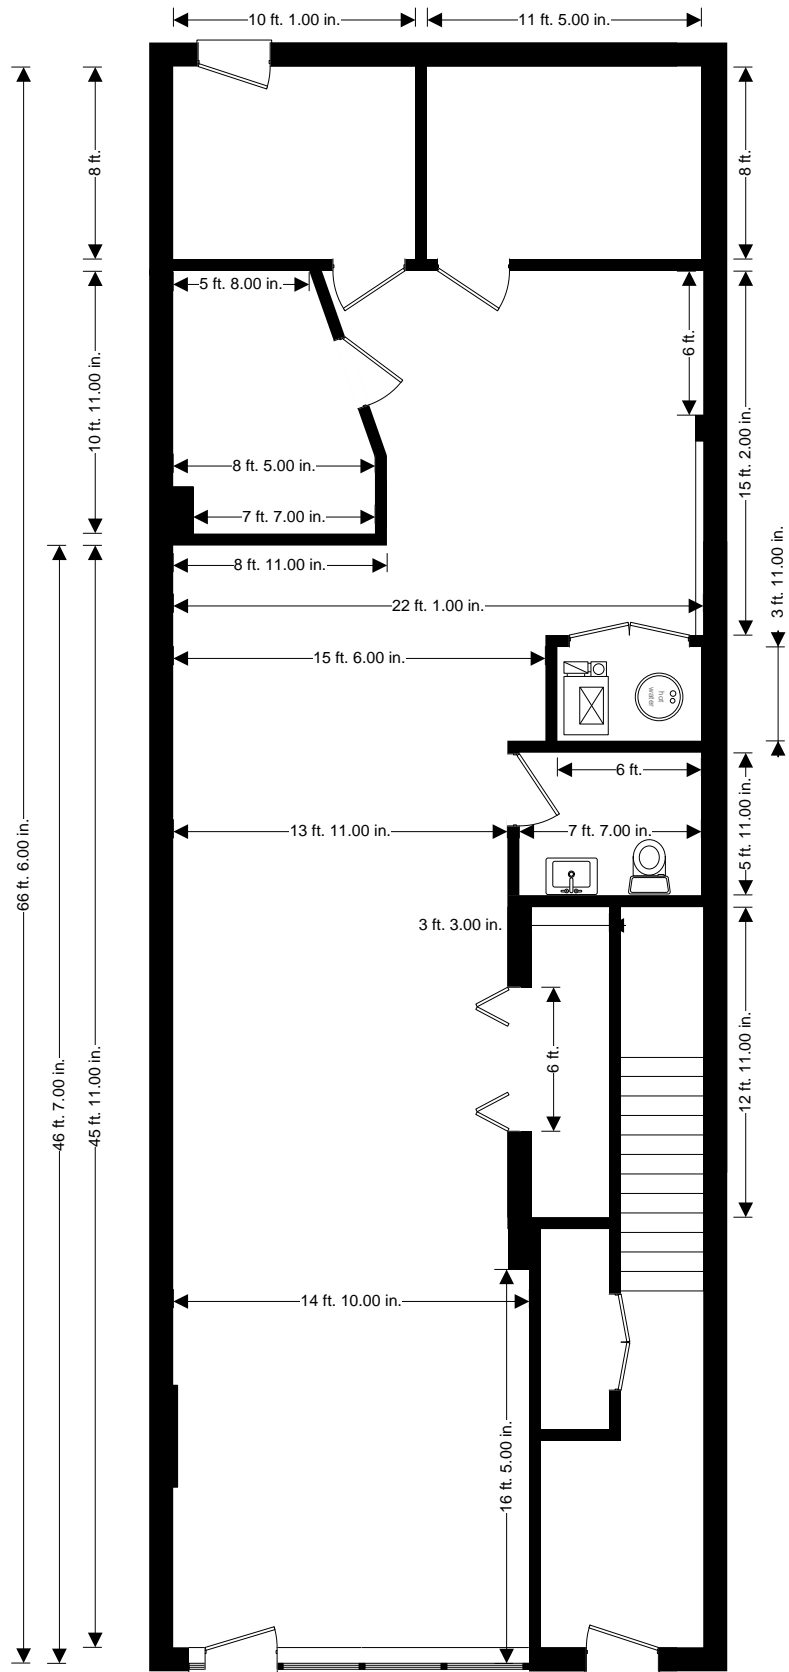 10 ft. 1.00 in.
11 ft. 5.00 in.
8 ft.
8 ft.
5 ft. 8.00 in.
6 ft.
10 ft. 11.00 in.
15 ft. 2.00 in.
8 ft. 5.00 in.
7 ft. 7.00 in.
8 ft. 11.00 in.
3 ft. 11.00 in.
22 ft. 1.00 in.
15 ft. 6.00 in.
hot
water
6 ft.
13 ft. 11.00 in.
7 ft. 7.00 in.
5 ft. 11.00 in.
66 ft. 6.00 in.
3 ft. 3.00 in.
6 ft.
12 ft. 11.00 in.
46 ft. 7.00 in.
45 ft. 11.00 in.
14 ft. 10.00 in.
16 ft. 5.00 in.